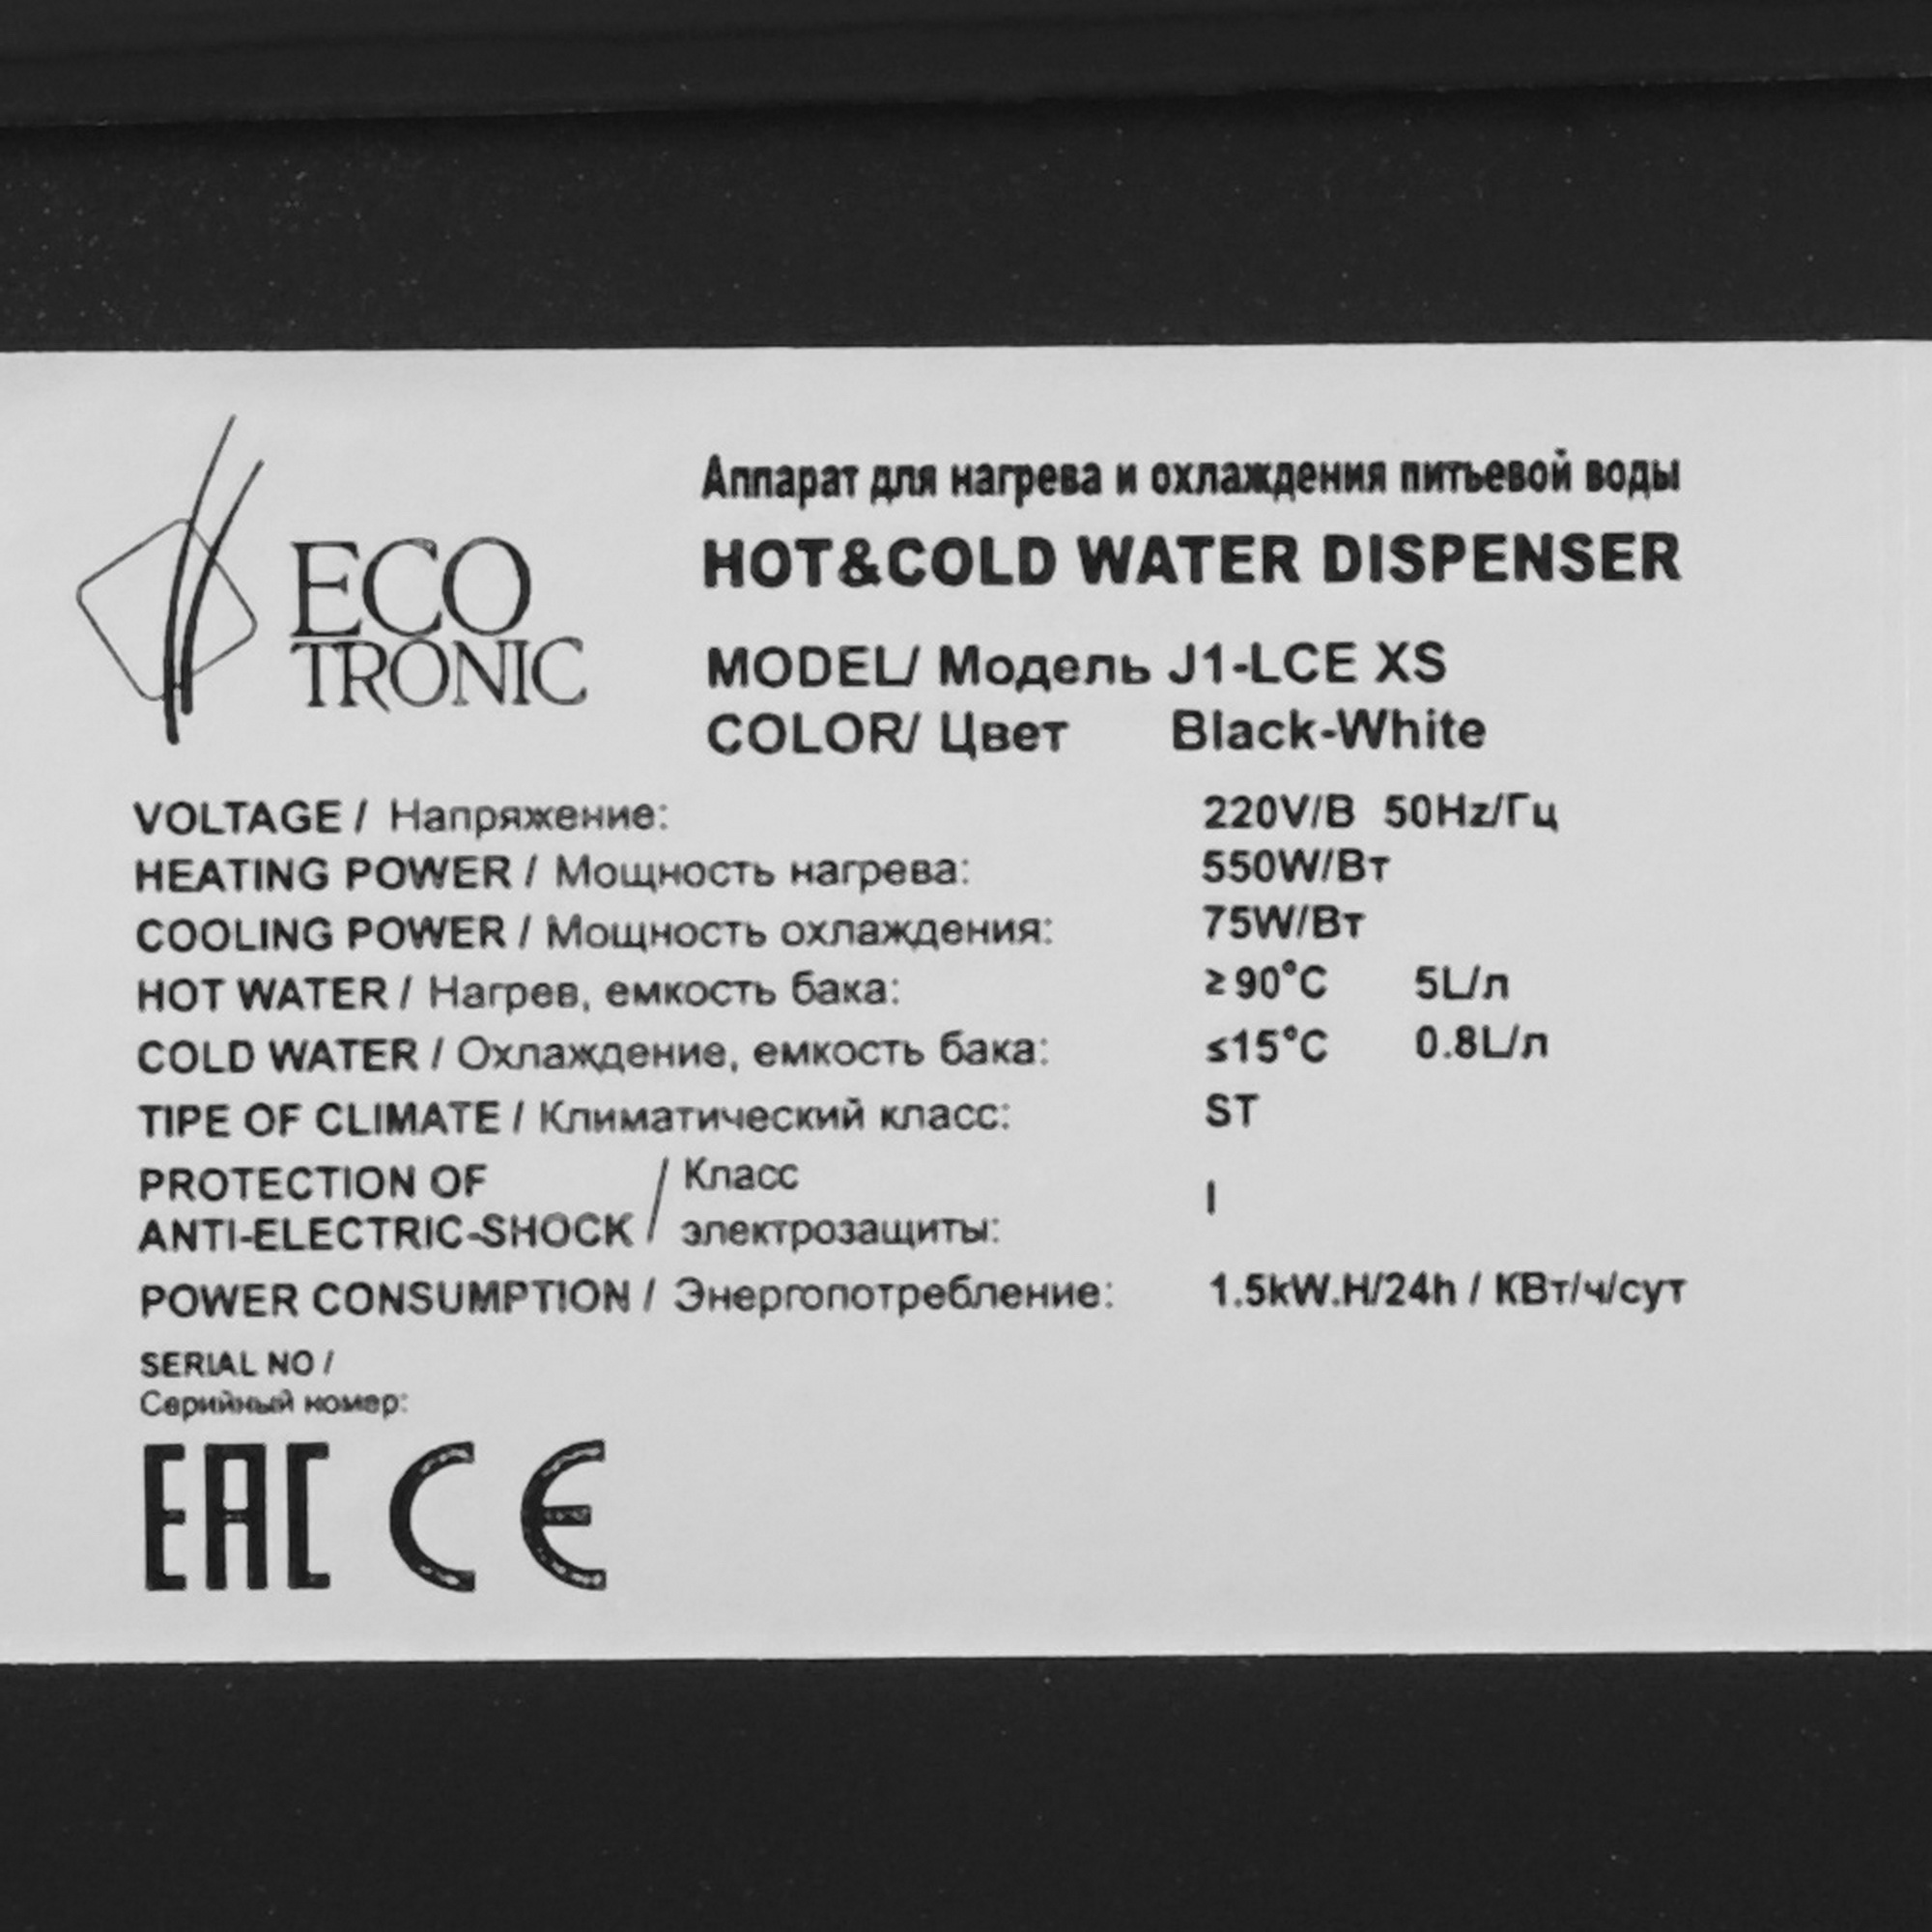 ECO
TRONIC
Аппарат для нагрева и охлаждения питьевой воды
HOT&COLD WATER DISPENSER
MODEL/ Модель J1-LCE XS
COLOR/ Цвет Black-White
VOLTAGE / Напряжение: 220V/В 50Hz/Гц
HEATING POWER / Мощность нагрева: 550W/Вт
COOLING POWER / Мощность охлаждения: 75W/Вт
HOT WATER / Нагрев, емкость бака: ≥90°C 5L/л
COLD WATER / Охлаждение, емкость бака: ≤15°C 0.8L/л
TIPE OF CLIMATE / Климатический класс: ST
PROTECTION OF / Класс
ANTI-ELECTRIC-SHOCK электрозащиты: I
POWER CONSUMPTION / Энергопотребление: 1.5kW.H/24h / КВт/ч/сут
SERIAL NO /
Серийный номер:
EAC CE